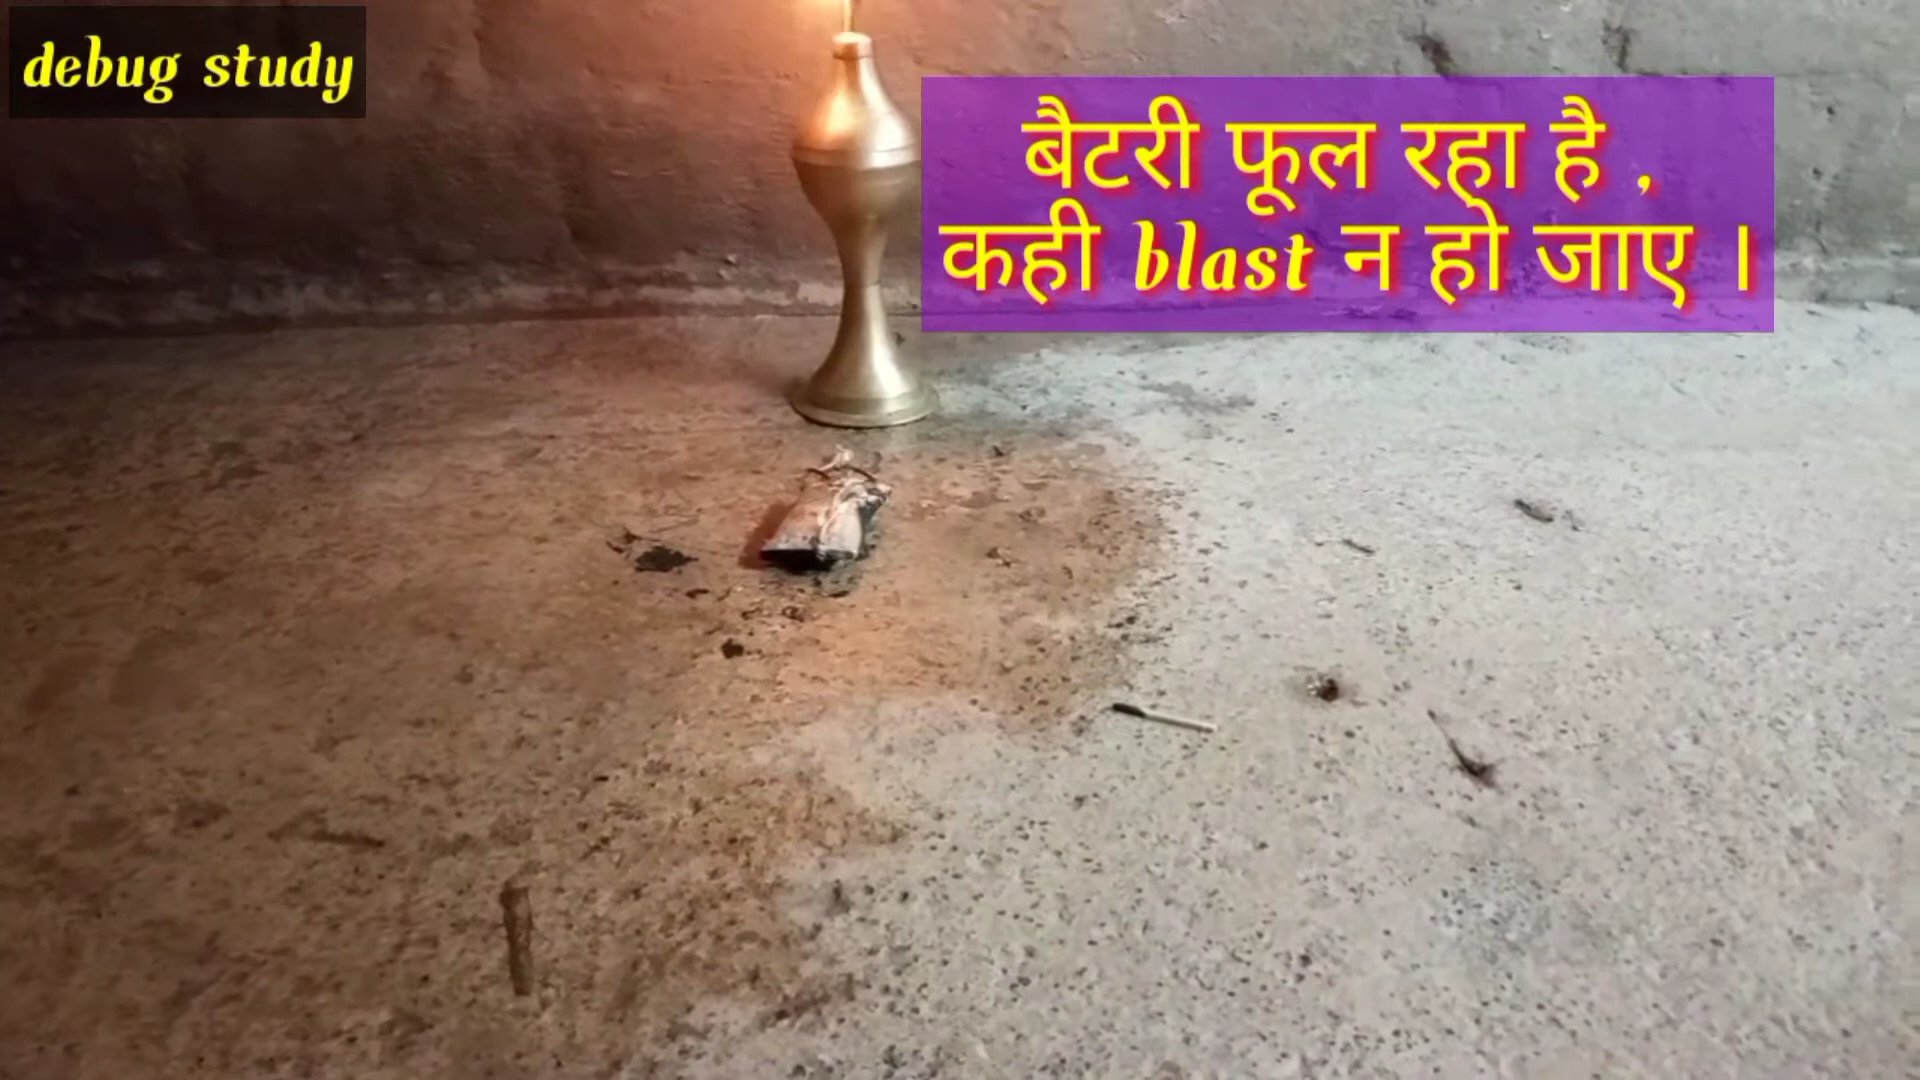 debug study
बैटरी फूल रहा है ,
कही blast न हो जाए ।